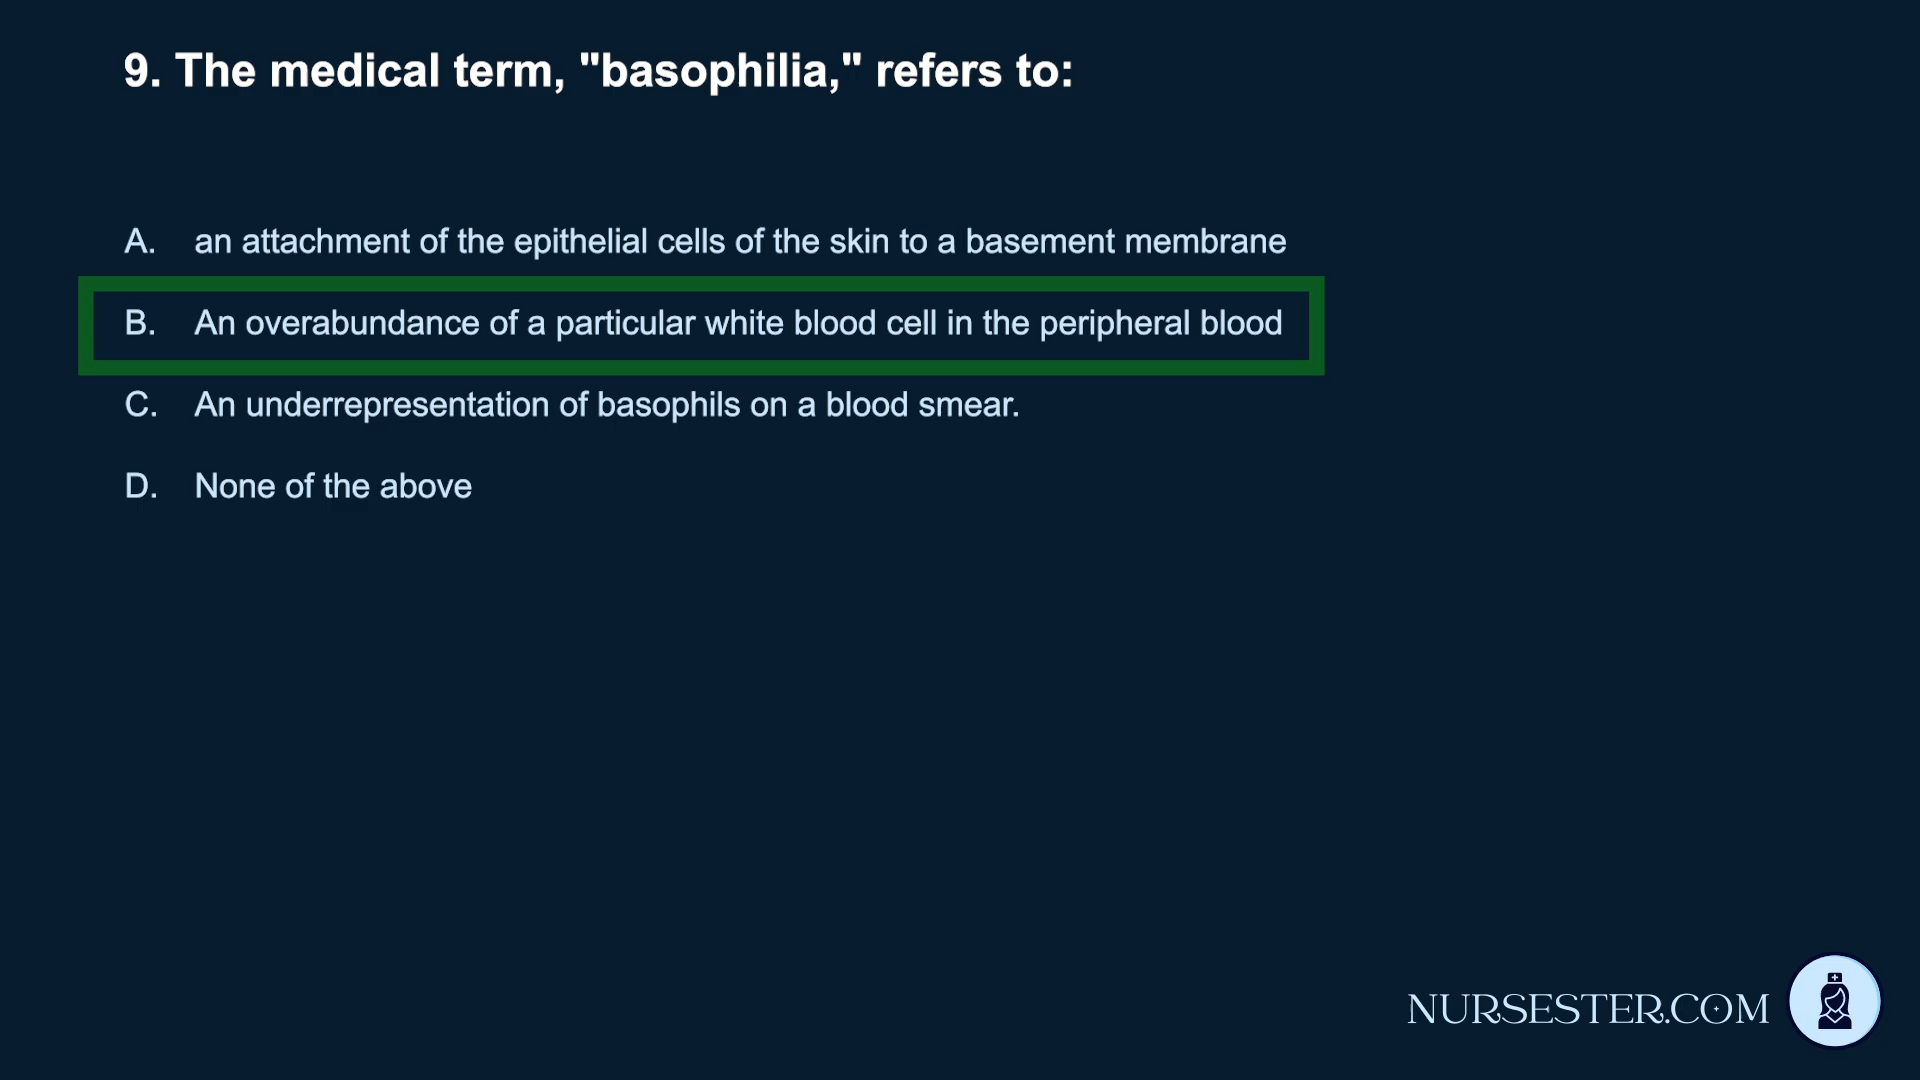 9. The medical term, "basophilia," refers to:
A. an attachment of the epithelial cells of the skin to a basement membrane
B. An overabundance of a particular white blood cell in the peripheral blood
C. An underrepresentation of basophils on a blood smear.
D. None of the above
NURSESTER.COM